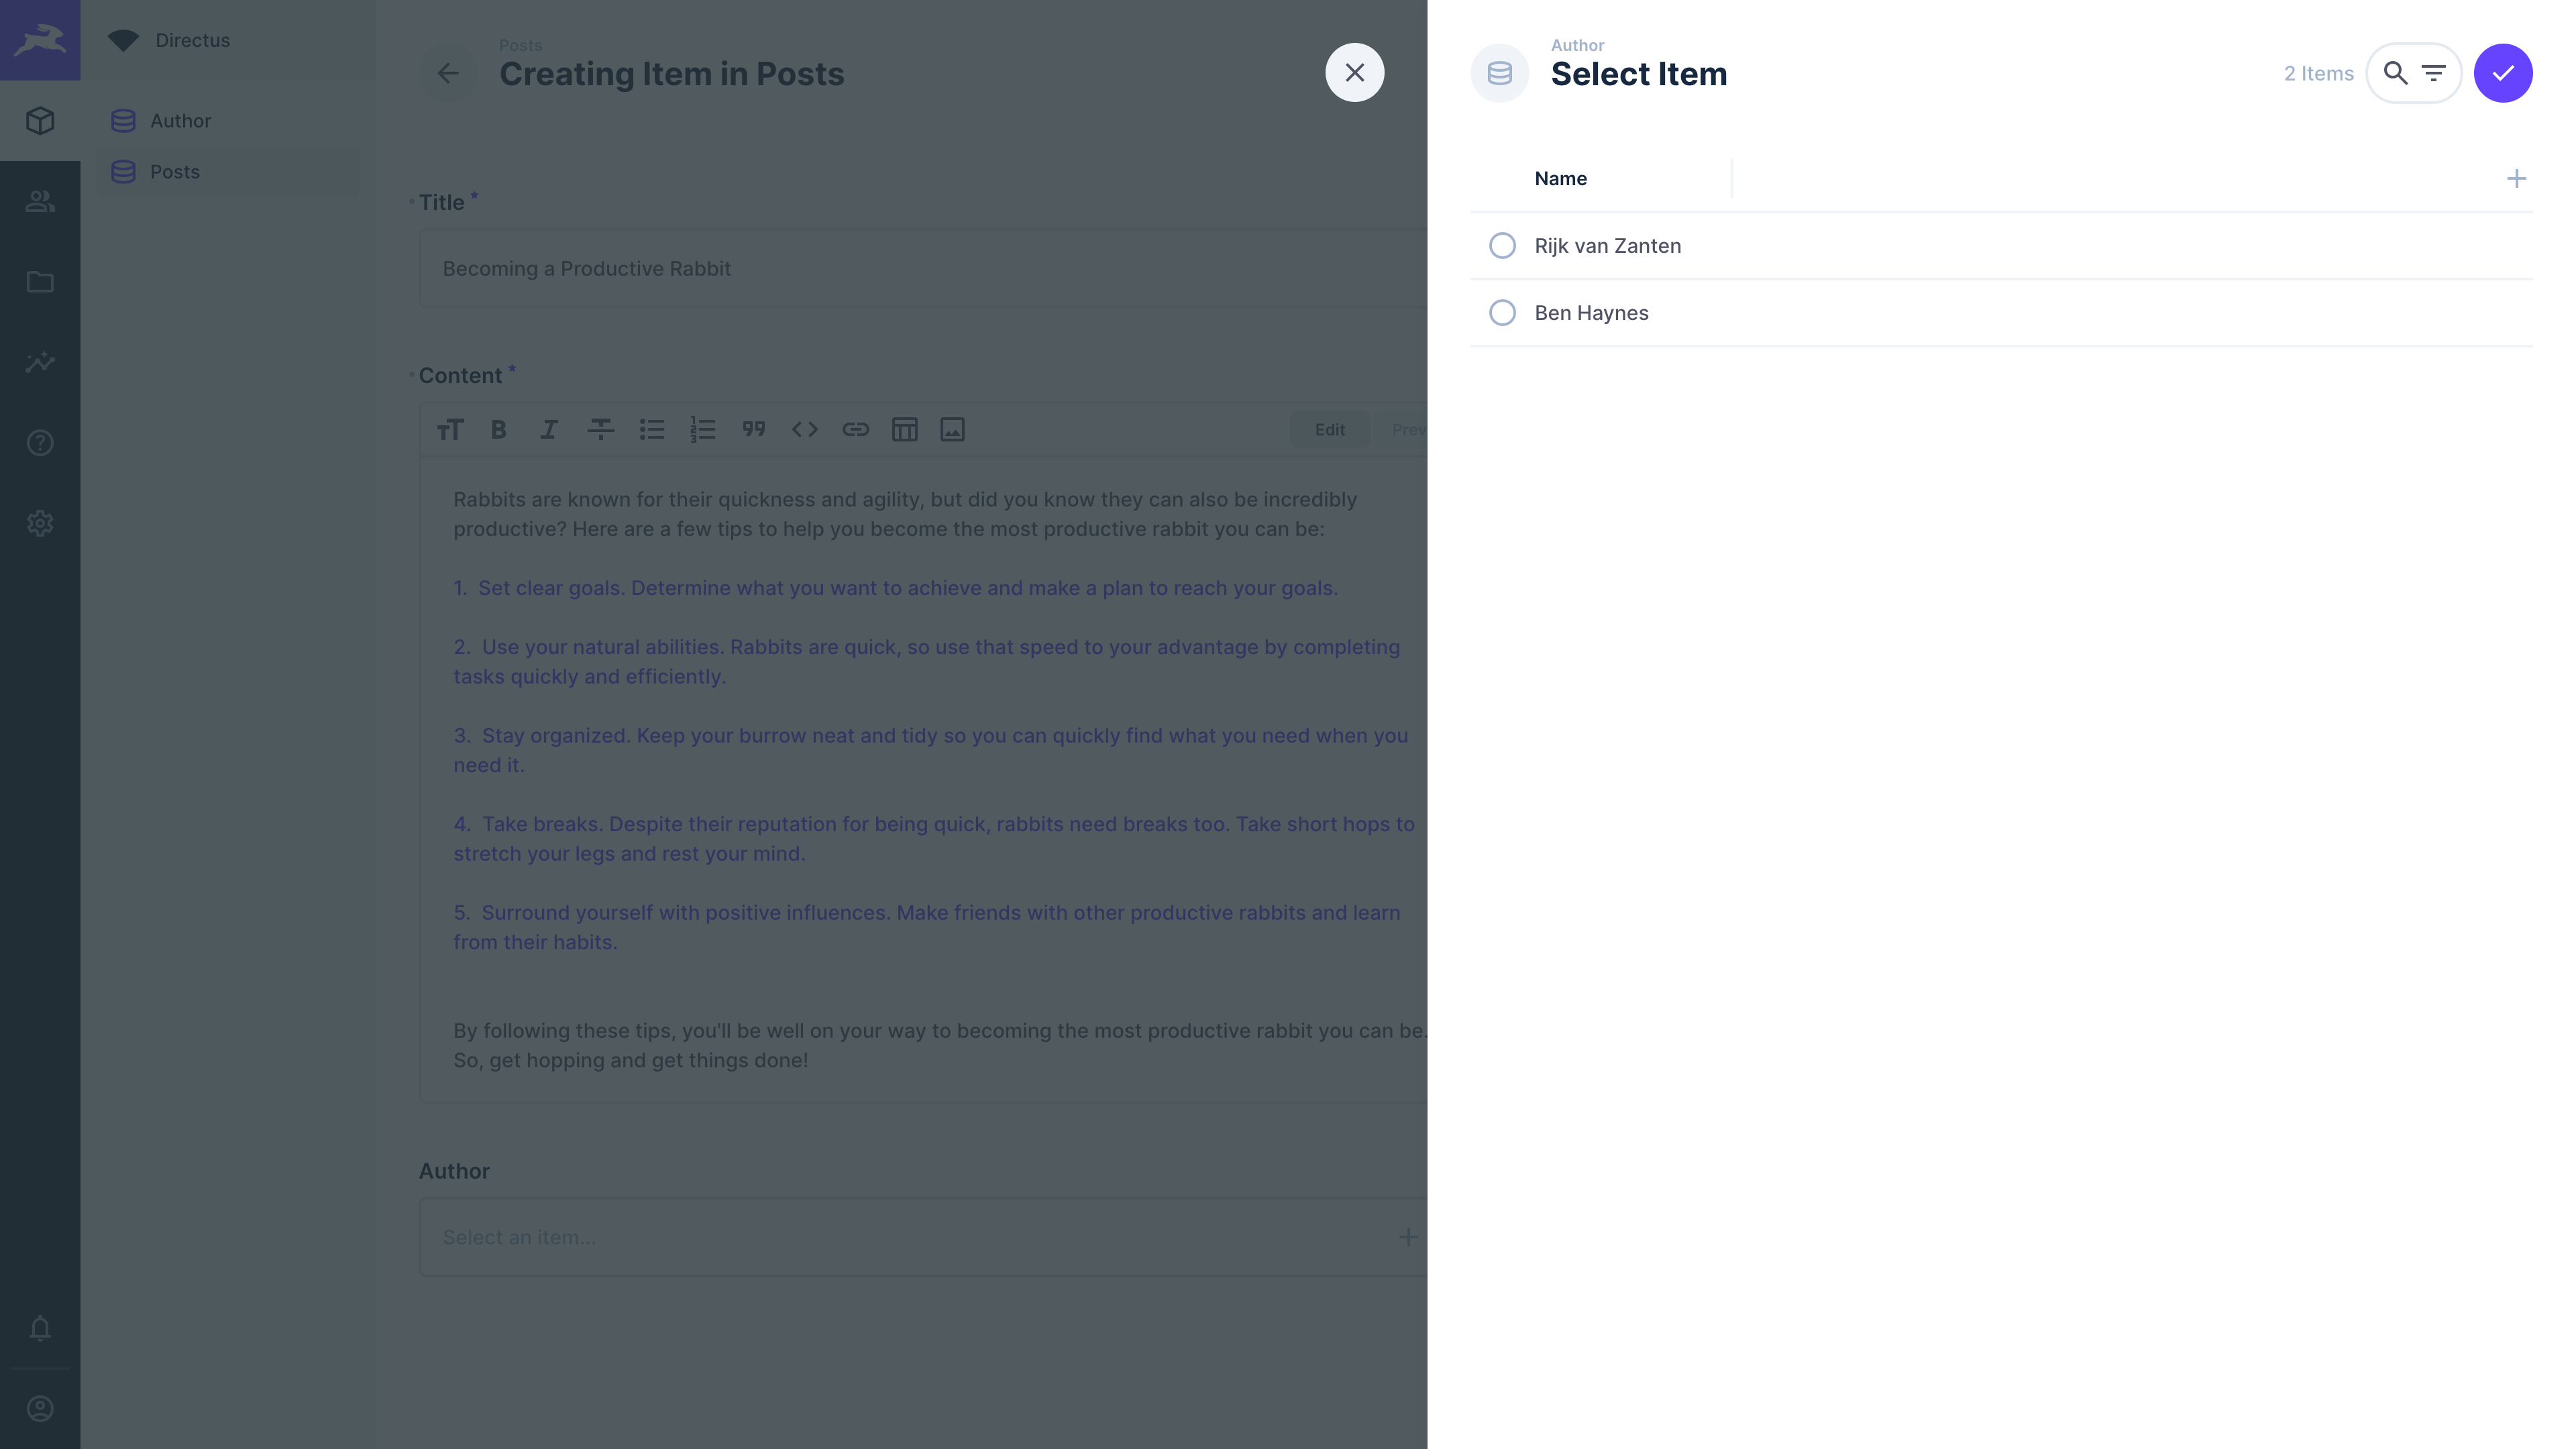 Directus
Author
Posts
Posts
Creating Item in Posts
Title *
Becoming a Productive Rabbit
Content *
Edit
Rabbits are known for their quickness and agility, but did you know they can also be incredibly
productive? Here are a few tips to help you become the most productive rabbit you can be:
1. Set clear goals. Determine what you want to achieve and make a plan to reach your goals.
2. Use your natural abilities. Rabbits are quick, so use that speed to your advantage by completing
tasks quickly and efficiently.
3. Stay organized. Keep your burrow neat and tidy so you can quickly find what you need when you
need it.
4. Take breaks. Despite their reputation for being quick, rabbits need breaks too. Take short hops to
stretch your legs and rest your mind.
5. Surround yourself with positive influences. Make friends with other productive rabbits and learn
from their habits.
By following these tips, you'll be well on your way to becoming the most productive rabbit you can be.
So, get hopping and get things done!
Author
Select an item...
Author
Select Item
2 Items
Name
Rijk van Zanten
Ben Haynes